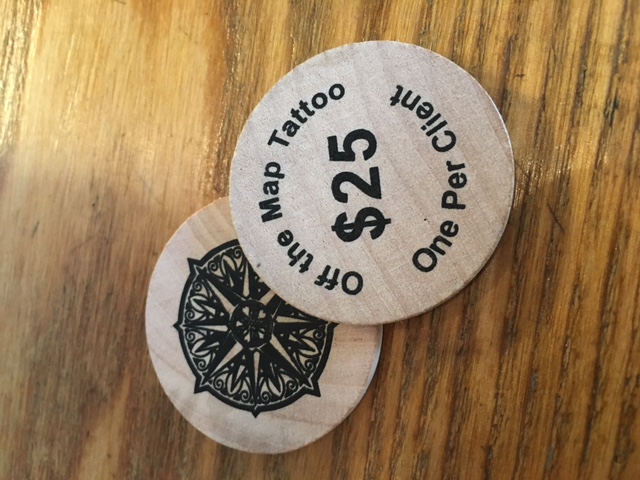 Off the Map Tattoo
$25
One Per Client